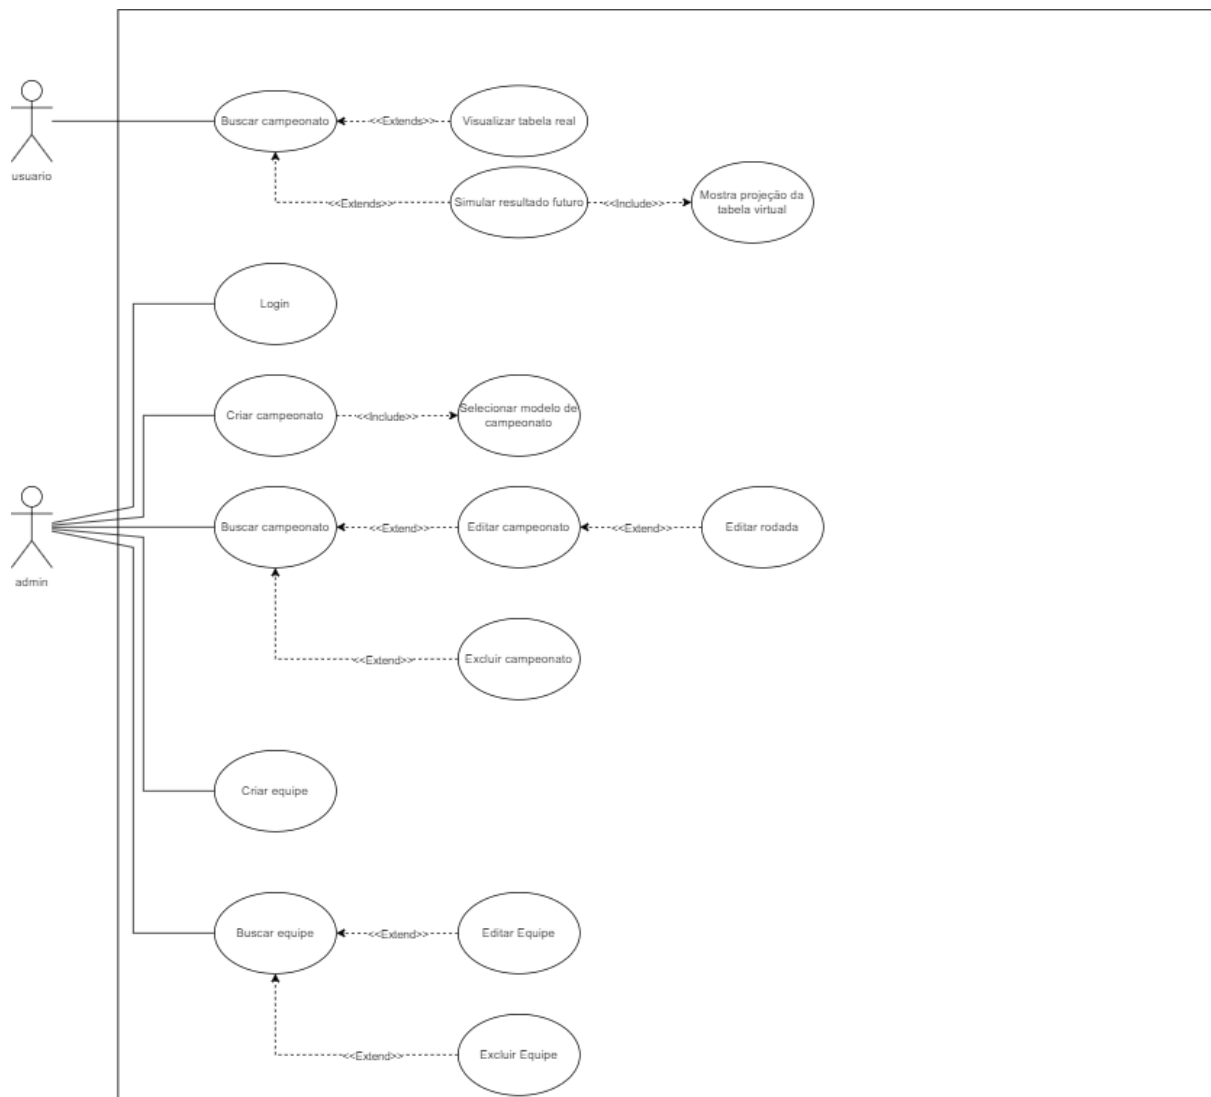 Buscar campeonato
<<Extends>>
Visualizar tabela real
usuario
<<Extends>>
Simular resultado futuro
<<Include>>
Mostra projeção da
tabela virtual
Login
Criar campeonato
<<Include>>
Selecionar modelo de
campeonato
admin
Buscar campeonato
<<Extend>>
Editar campeonato
<<Extend>>
Editar rodada
<<Extend>>
Excluir campeonato
Criar equipe
Buscar equipe
<<Extend>>
Editar Equipe
<<Extend>>
Excluir Equipe